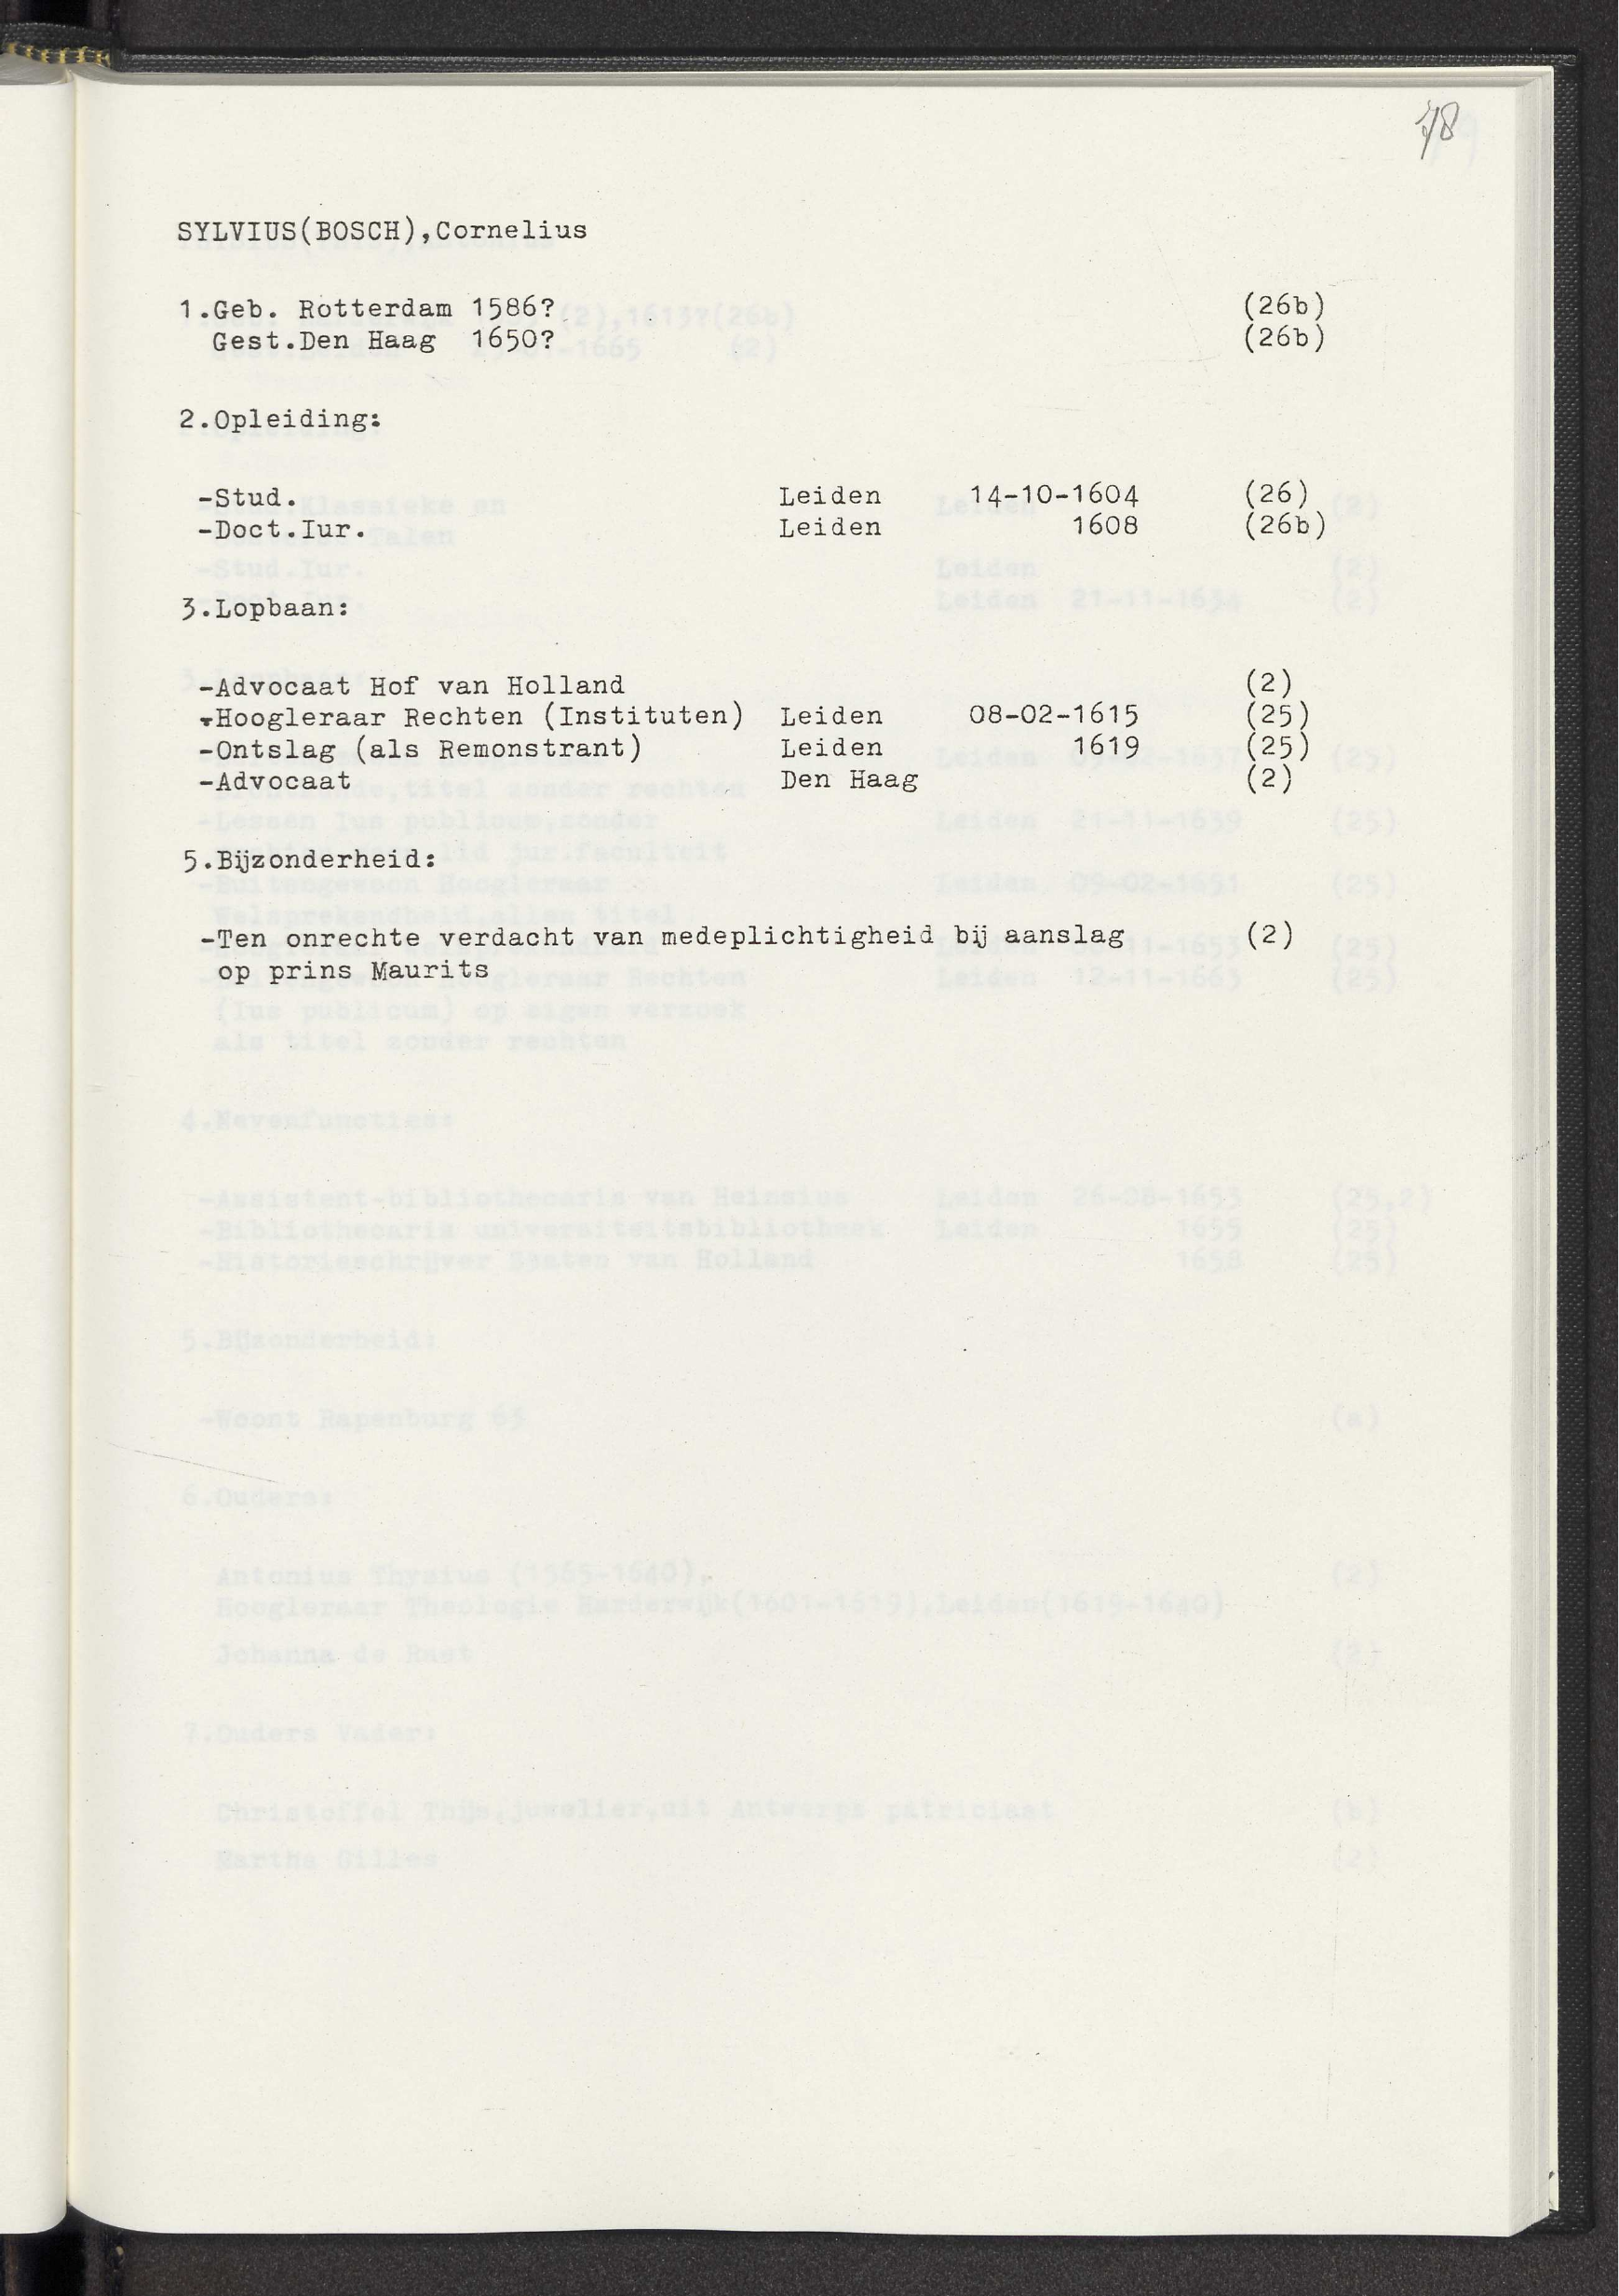 78
SYLVIUS(BOSCH),Cornelius
1.Geb. Rotterdam 1586? (26b)
Gest.Den Haag 1650? (26b)
2.Opleiding:
-Stud. Leiden 14-10-1604 (26)
-Doct.Iur. Leiden 1608 (26b)
3.Lopbaan:
-Advocaat Hof van Holland (2)
-Hoogleraar Rechten (Instituten) Leiden 08-02-1615 (25)
-Ontslag (als Remonstrant) Leiden 1619 (25)
-Advocaat Den Haag (2)
5.Bijzonderheid:
-Ten onrechte verdacht van medeplichtigheid bij aanslag (2)
op prins Maurits